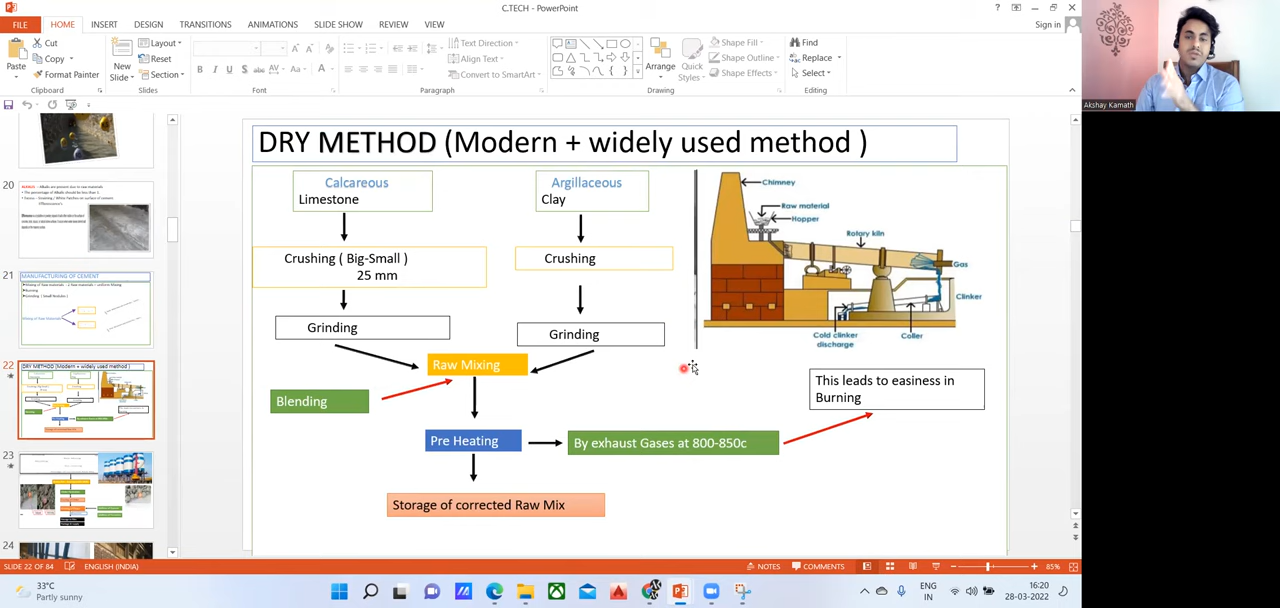 C.TECH - PowerPoint
Sign in
FILE HOME INSERT DESIGN TRANSITIONS ANIMATIONS SLIDE SHOW REVIEW VIEW
Paste
Cut
Copy
Format Painter
Clipboard
New
Slide
Layout
Reset
Section
Slides
Font
Text Direction
Align Text
Convert to SmartArt
Paragraph
Arrange
Quick
Styles
Shape Fill
Shape Outline
Shape Effects
Drawing
Find
Replace
Select
Editing
Akshay Kamath
20
21
MANUFACTURING OF CEMENT
22
23
24
DRY METHOD (Modern + widely used method )
Calcareous
Limestone
Argillaceous
Clay
Crushing ( Big-Small )
25 mm
Crushing
Grinding
Grinding
Raw Mixing
Blending
Pre Heating
By exhaust Gases at 800-850c
This leads to easiness in
Burning
Storage of corrected Raw Mix
Chimney
Raw material
Hopper
Rotary kiln
Gas
Clinker
Cold clinker
discharge
Coller
SLIDE 22 OF 84
ENGLISH (INDIA)
NOTES
COMMENTS
85%
33°C
Partly sunny
ENG
IN
16:20
28-03-2022